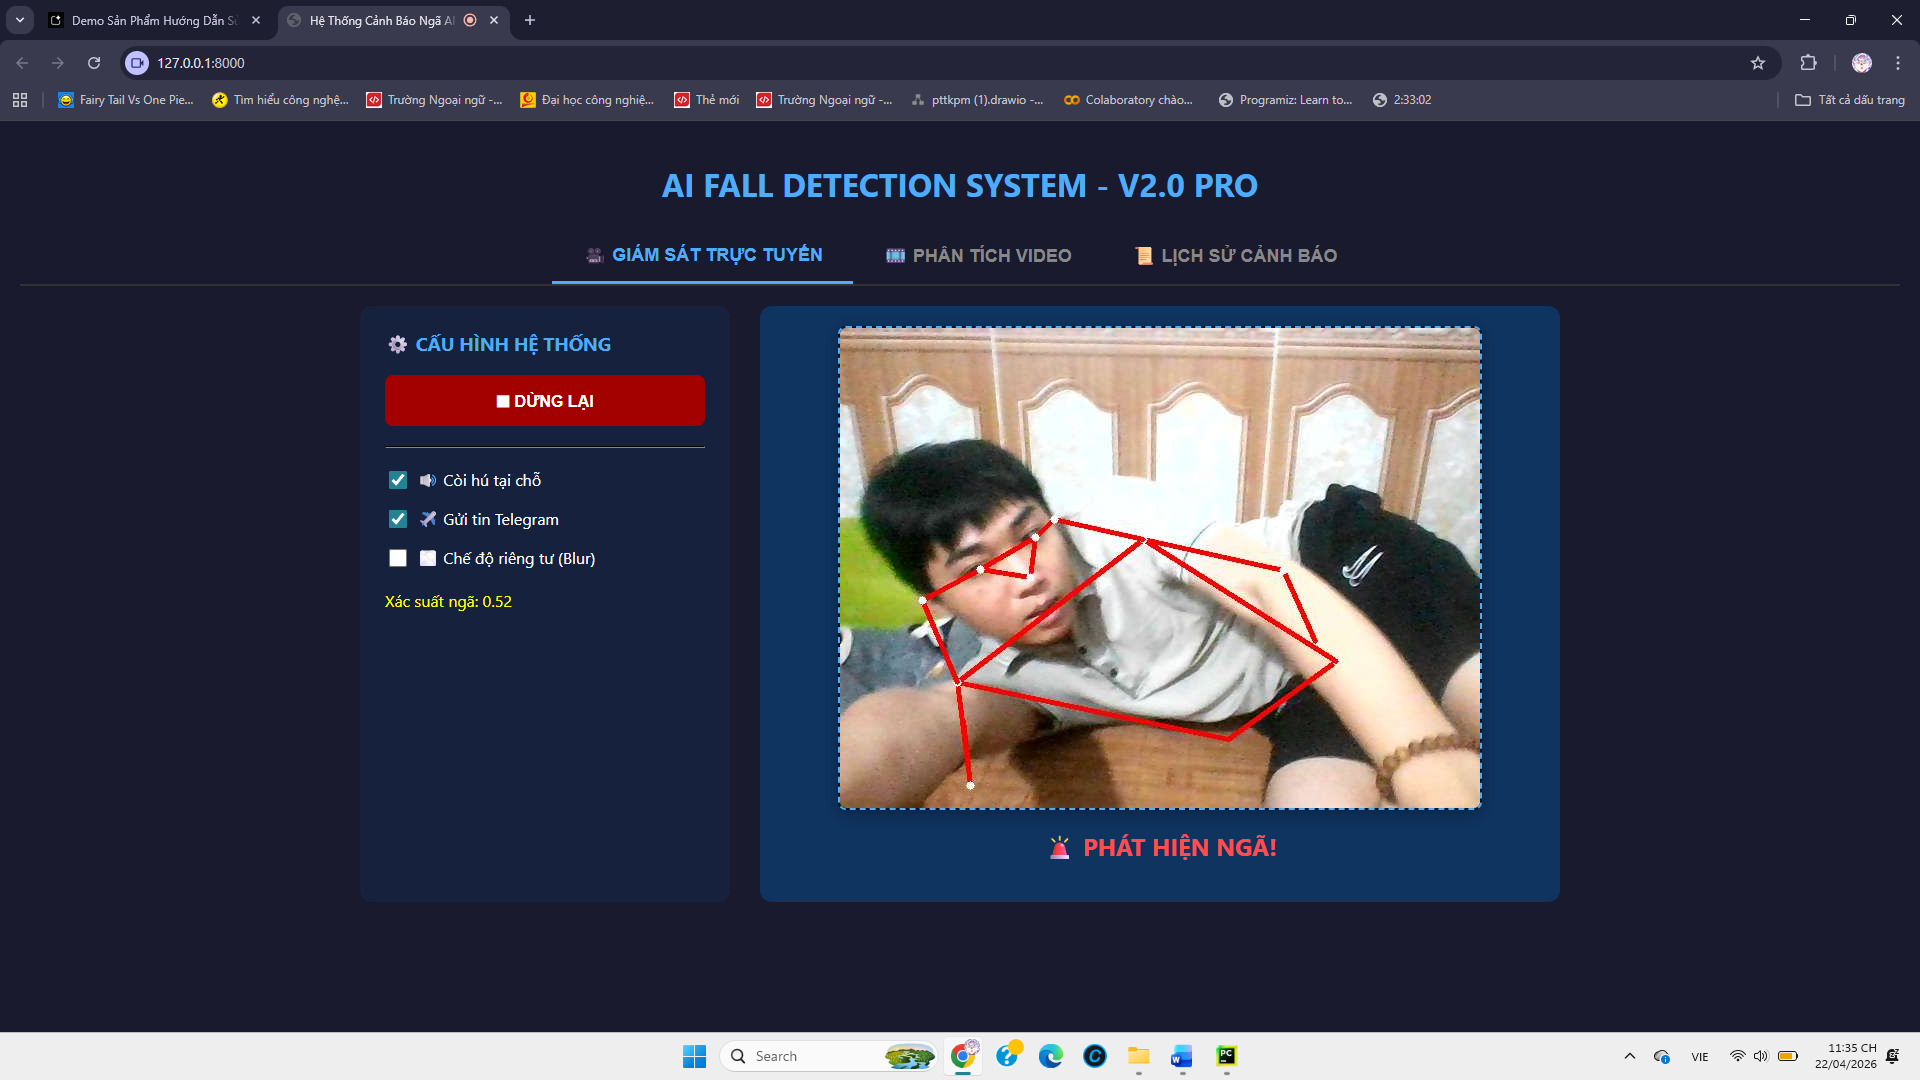 Demo Sản Phẩm Hướng Dẫn Sử
Hệ Thống Cảnh Báo Ngã AI
127.0.0.1:8000
Fairy Tail Vs One Pie...
Tìm hiểu công nghệ...
Trường Ngoại ngữ -...
Đại học công nghiệ...
Thẻ mới
Trường Ngoại ngữ -...
pttkpm (1).drawio -...
Colaboratory chào...
Programiz: Learn to...
2:33:02
Tất cả dấu trang
AI FALL DETECTION SYSTEM - V2.0 PRO
GIÁM SÁT TRỰC TUYẾN
PHÂN TÍCH VIDEO
LỊCH SỬ CẢNH BÁO
CẤU HÌNH HỆ THỐNG
DỪNG LẠI
Còi hú tại chỗ
Gửi tin Telegram
Chế độ riêng tư (Blur)
Xác suất ngã: 0.52
PHÁT HIỆN NGÃ!
Search
VIE
11:35 CH
22/04/2026